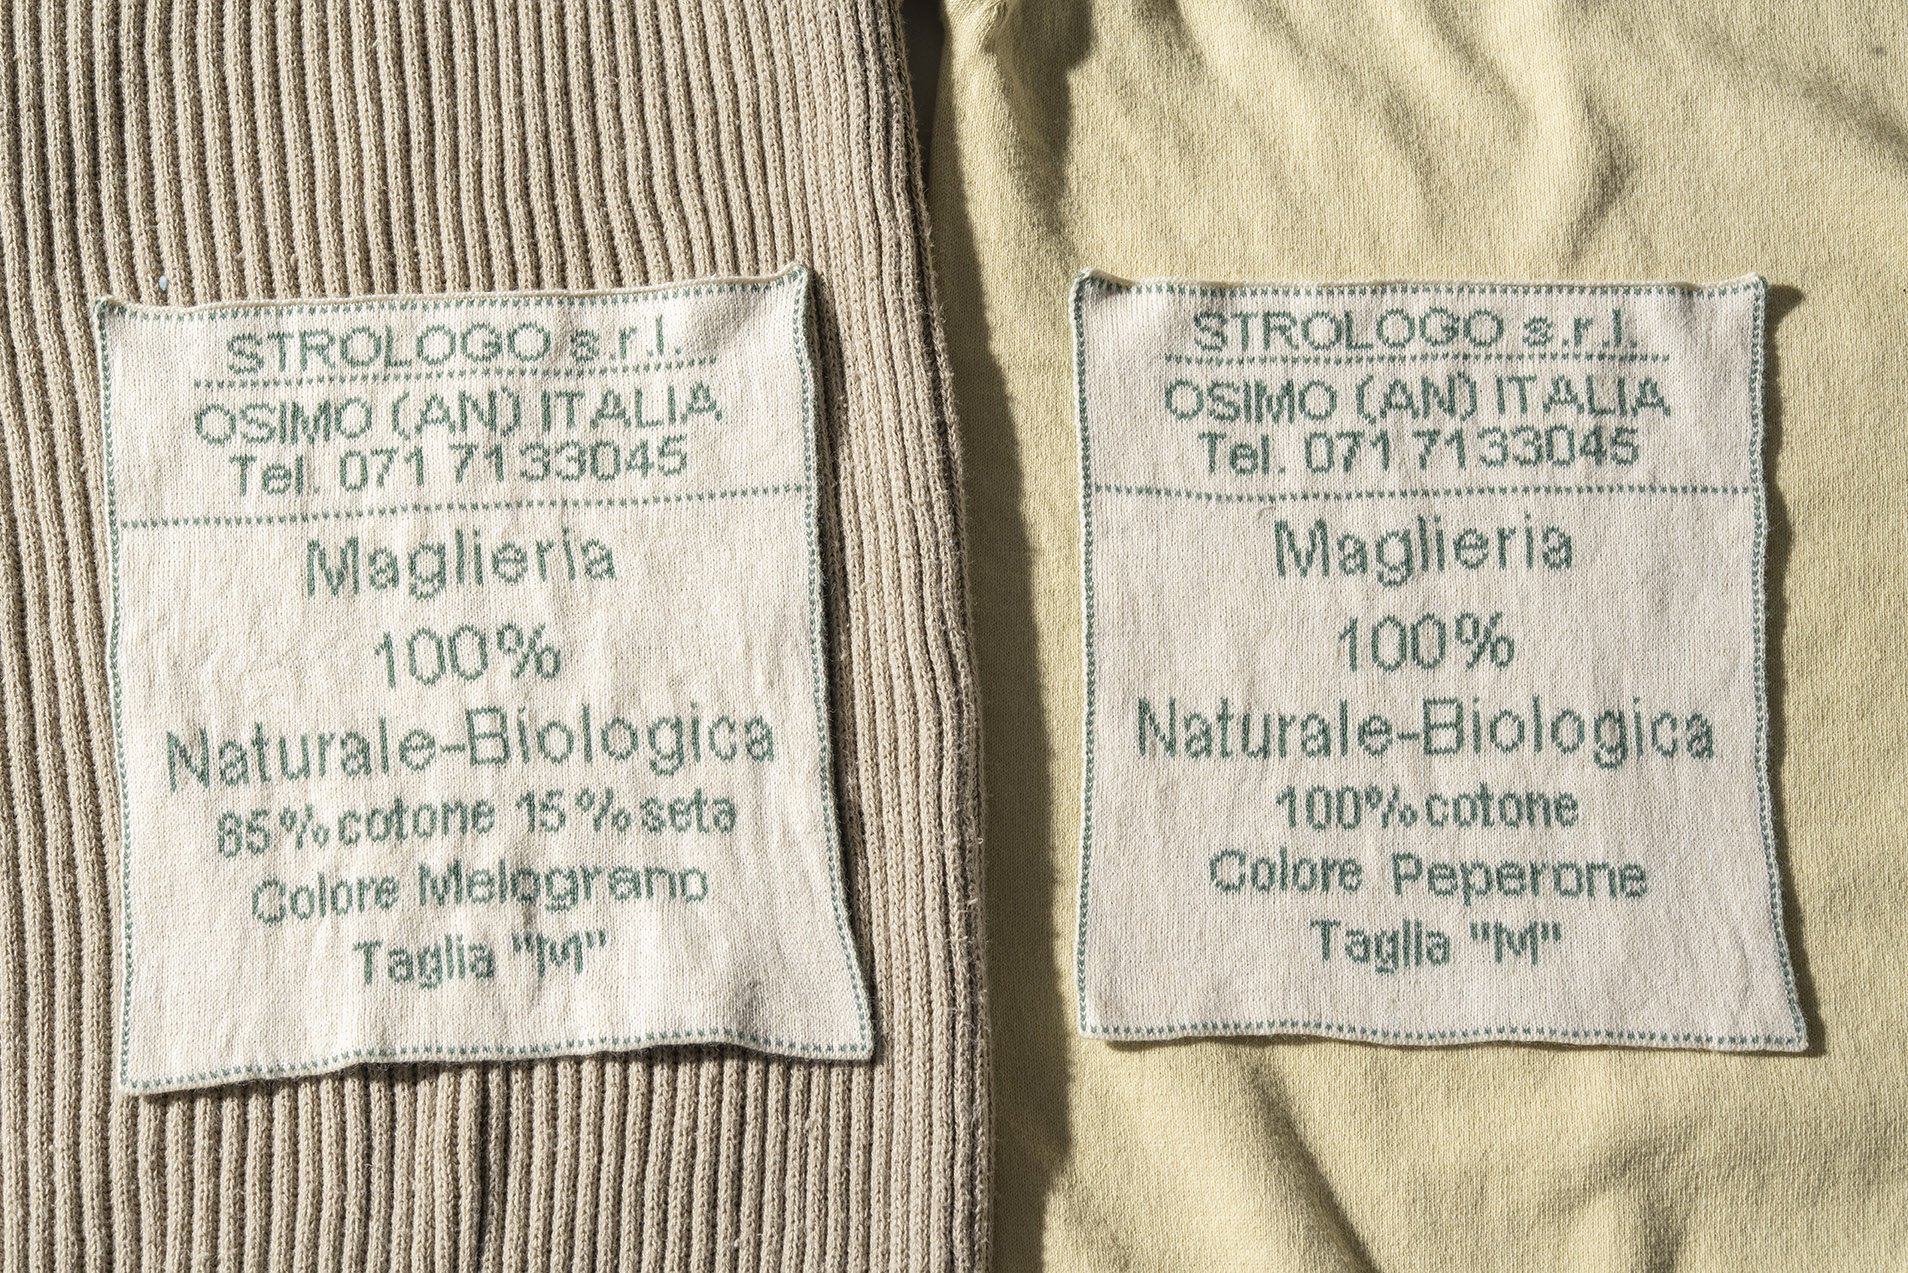 STROLOGO s.r.l.
OSIMO (AN) ITALIA
Tel. 071 7133045
Maglieria
100%
Naturale-Biologica
85% cotone 15% seta
Colore Melograno
Taglia "M"
STROLOGO s.r.l.
OSIMO (AN) ITALIA
Tel. 071 7133045
Maglieria
100%
Naturale-Biologica
100% cotone
Colore Peperone
Taglia "M"